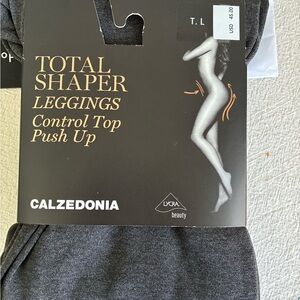 T. L
USD 45.00
TOTAL
SHAPER
LEGGINGS
Control Top
Push Up
CALZEDONIA
LYCRA
beauty